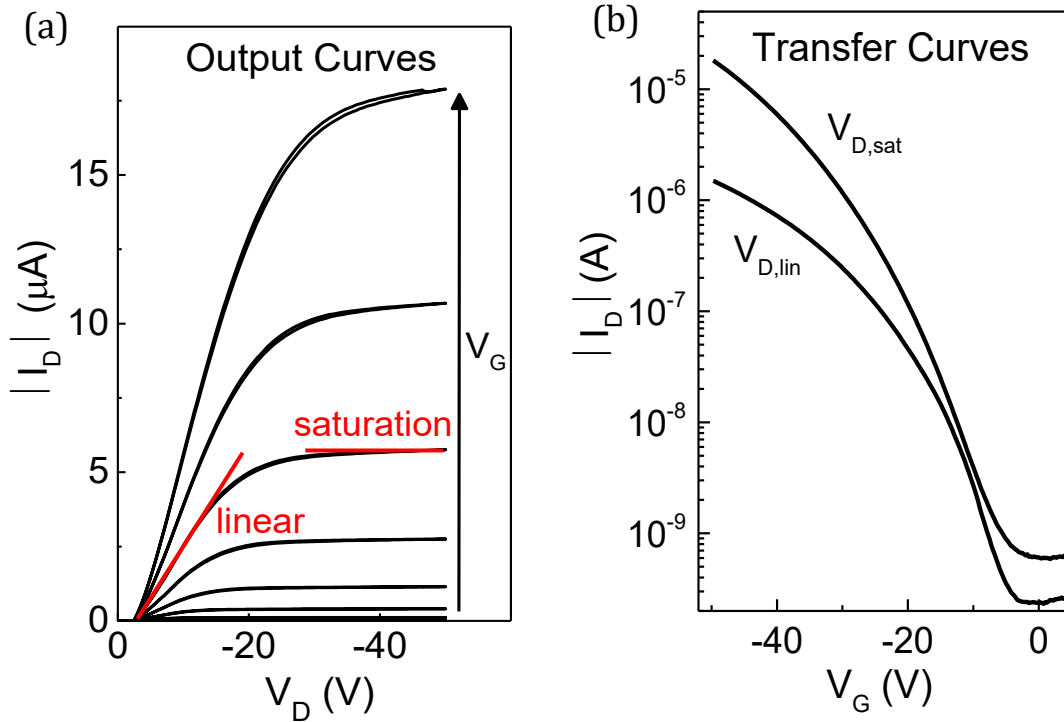 (a)
Output Curves
15
10
5
0
|I_D| (μA)
V_G
saturation
linear
0
-20
-40
V_D (V)
(b)
Transfer Curves
V_D,sat
V_D,lin
10^-5
10^-6
10^-7
10^-8
10^-9
|I_D| (A)
-40
-20
0
V_G (V)